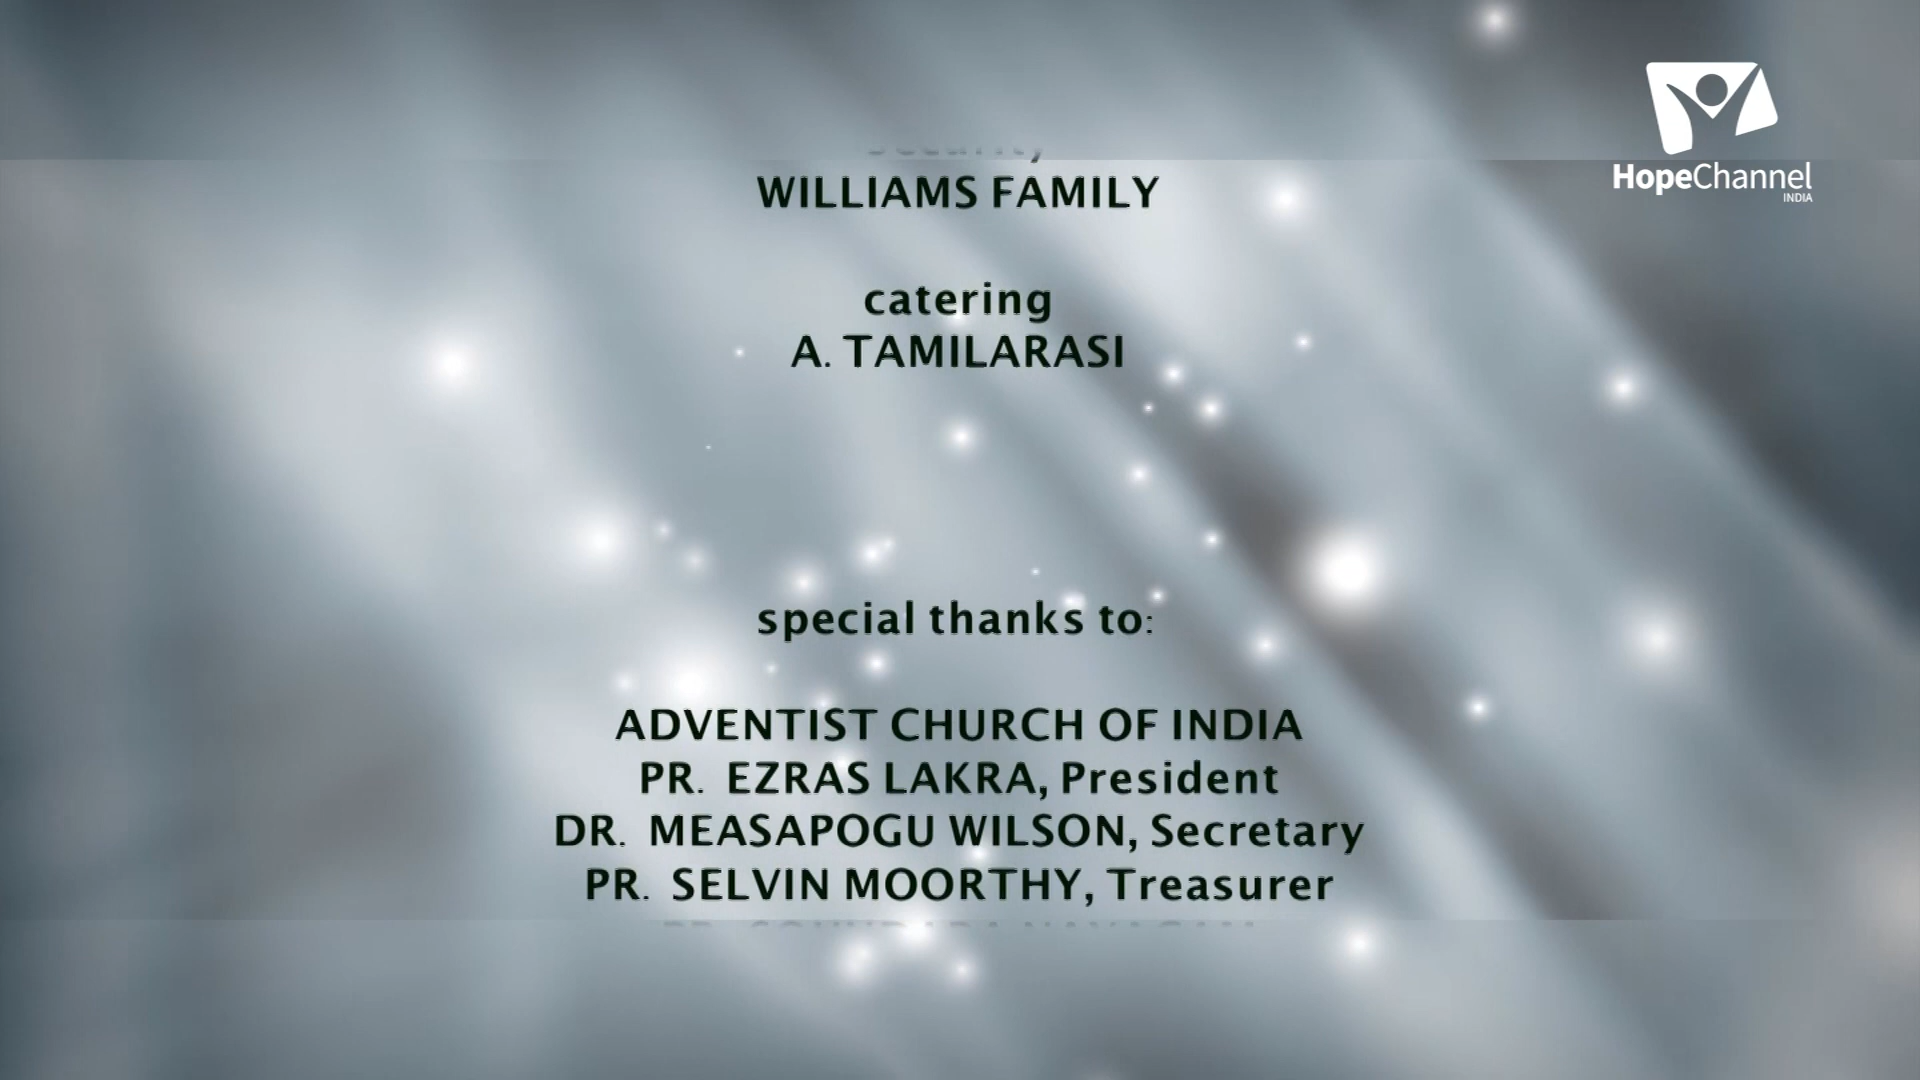 HopeChannel
INDIA
WILLIAMS FAMILY
catering
A. TAMILARASI
special thanks to:
ADVENTIST CHURCH OF INDIA
PR. EZRAS LAKRA, President
DR. MEASAPOGU WILSON, Secretary
PR. SELVIN MOORTHY, Treasurer